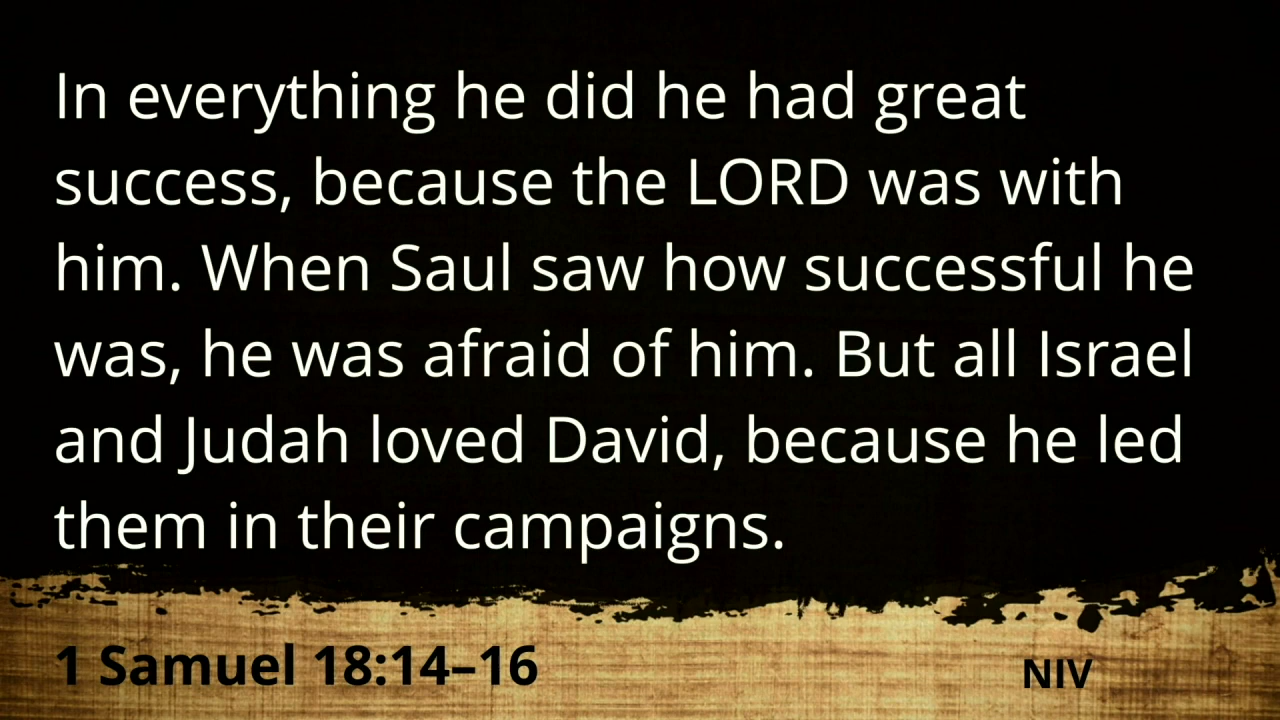 In everything he did he had great
success, because the LORD was with
him. When Saul saw how successful he
was, he was afraid of him. But all Israel
and Judah loved David, because he led
them in their campaigns.
1 Samuel 18:14–16
NIV